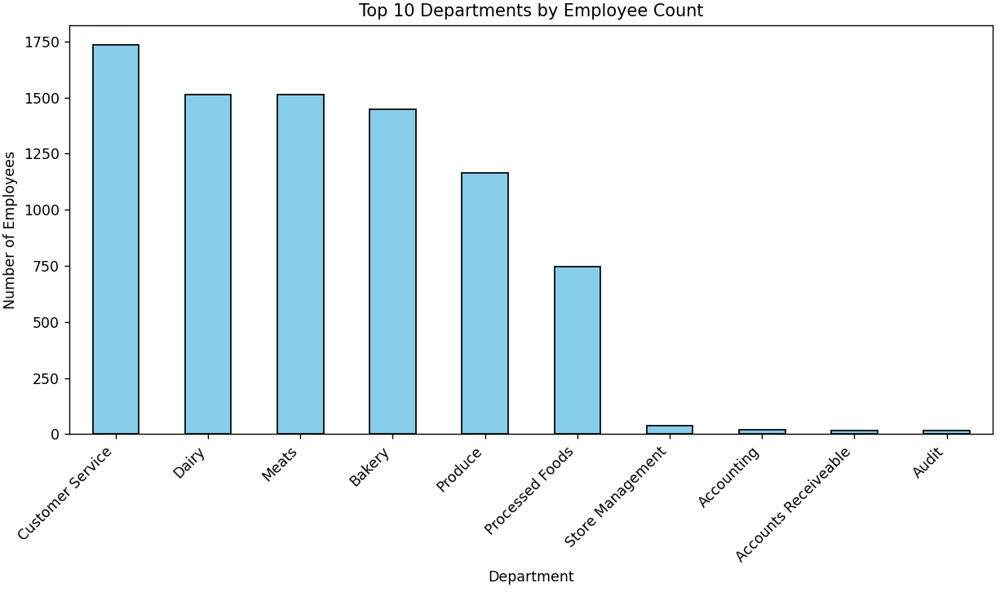 Top 10 Departments by Employee Count
Number of Employees
1750
1500
1250
1000
750
500
250
0
Customer Service
Dairy
Meats
Bakery
Produce
Processed Foods
Store Management
Accounting
Accounts Receiveable
Audit
Department